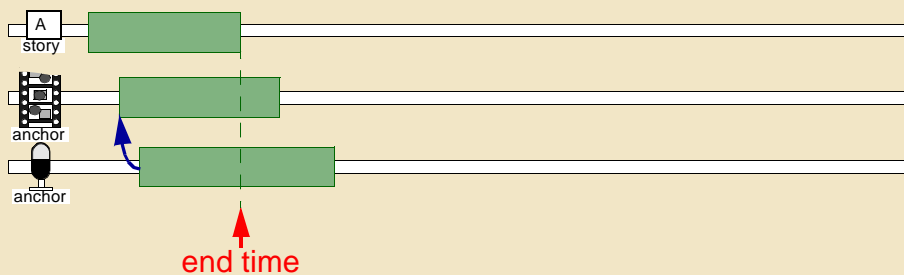 A
story
anchor
anchor
end time